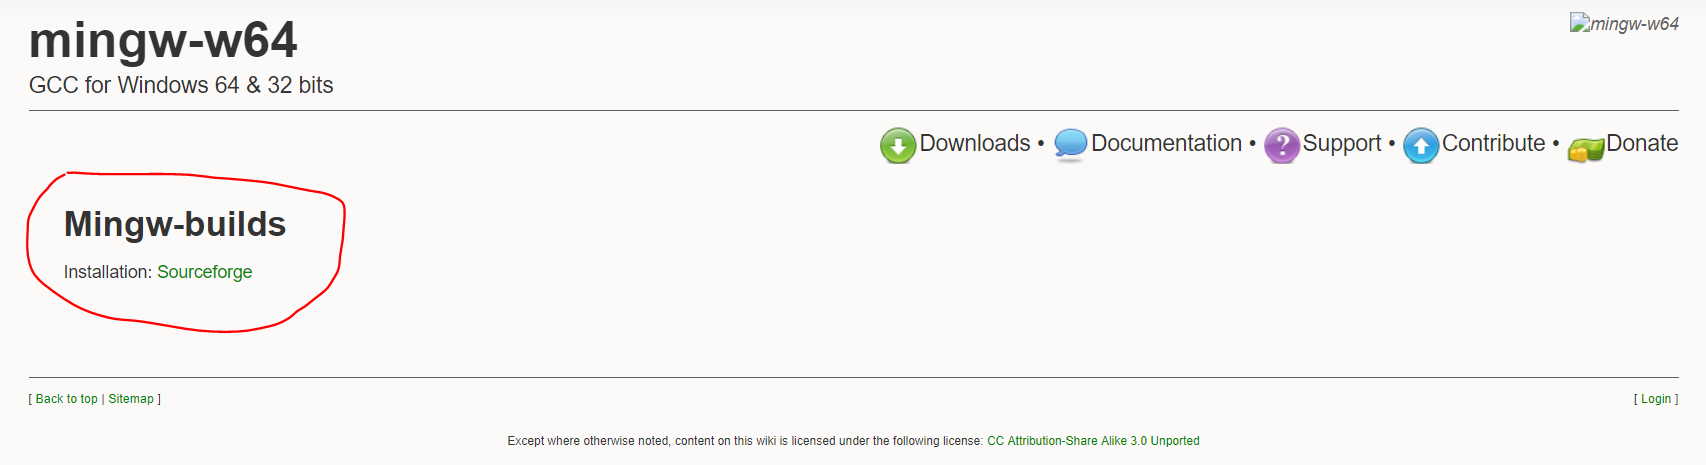 mingw-w64
mingw-w64
GCC for Windows 64 & 32 bits
Downloads • Documentation • Support • Contribute • Donate
Mingw-builds
Installation: Sourceforge
[ Back to top | Sitemap ]
[ Login ]
Except where otherwise noted, content on this wiki is licensed under the following license: CC Attribution-Share Alike 3.0 Unported